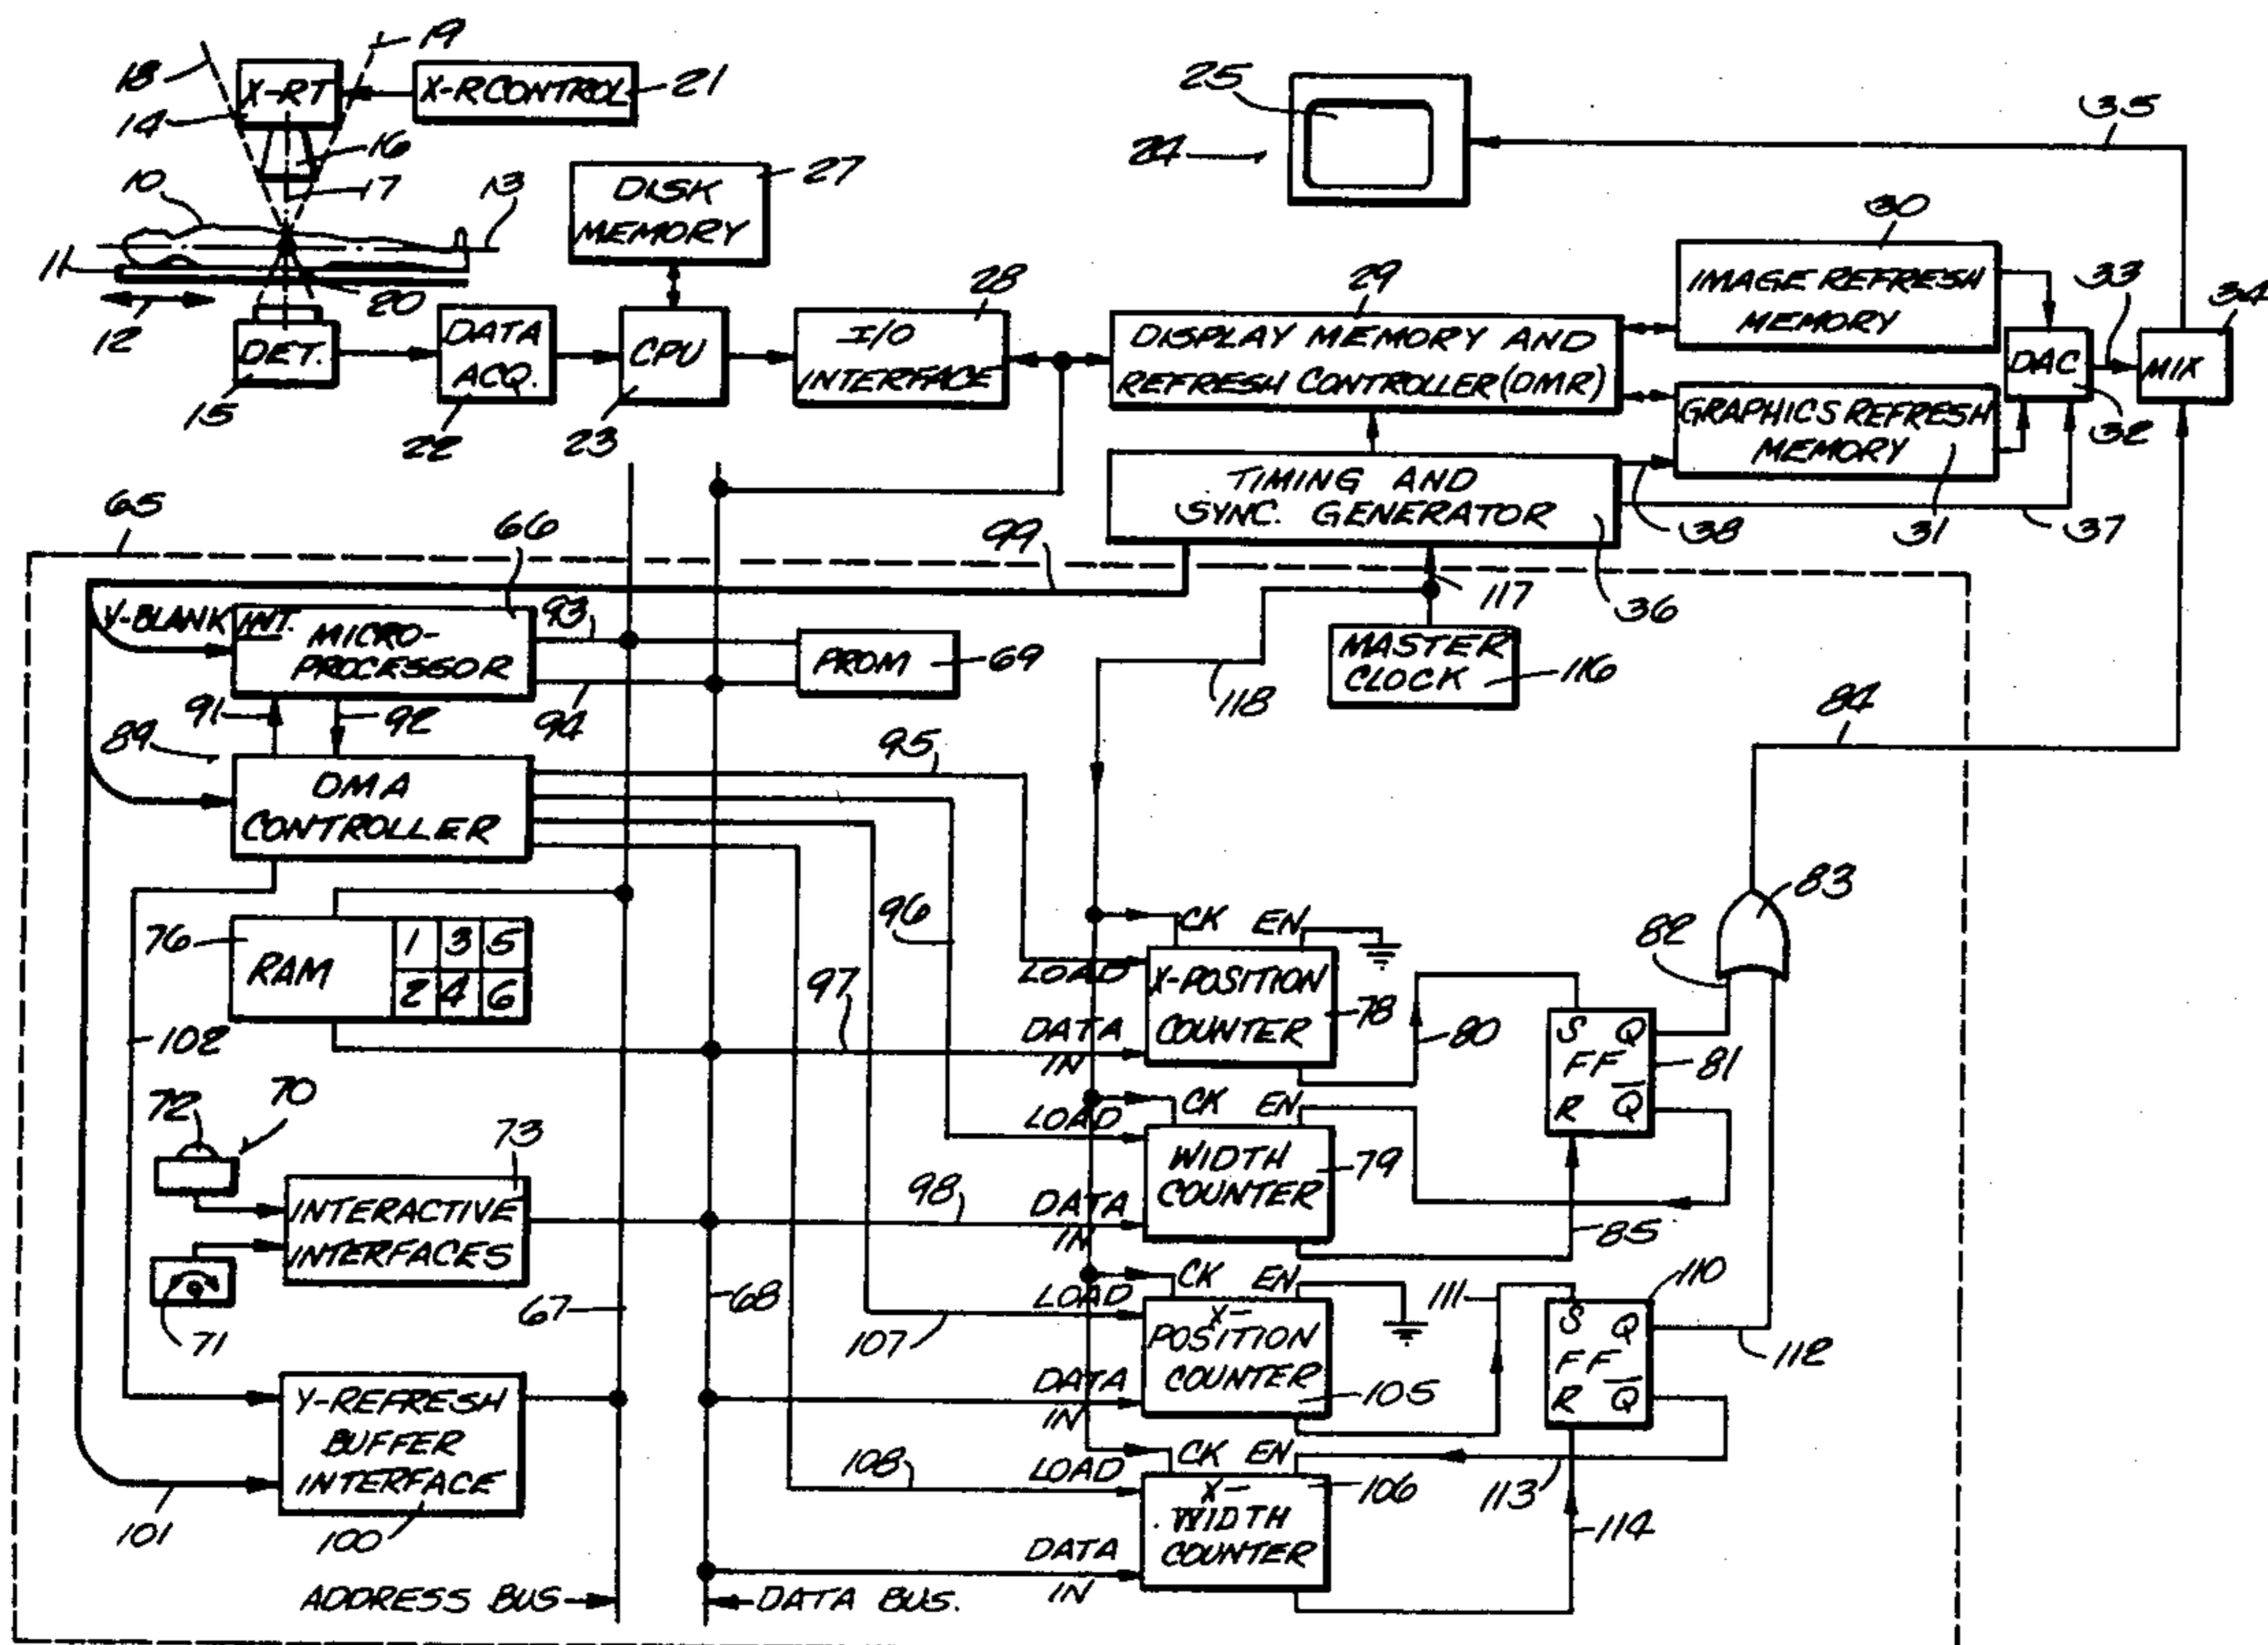 18
19
X-RT
X-R CONTROL
21
14
16
10
17
13
11
12
20
DET.
15
DATA
ACQ.
22
DISK
MEMORY
27
CPU
23
I/O
INTERFACE
28
25
24
35
29
DISPLAY MEMORY AND
REFRESH CONTROLLER (DMR)
30
IMAGE REFRESH
MEMORY
GRAPHICS REFRESH
MEMORY
31
DAC
32
33
MIX
34
TIMING AND
SYNC. GENERATOR
36
38
37
65
66
99
Y-BLANK
INT.
MICRO-
PROCESSOR
93
94
PROM
69
117
MASTER
CLOCK
116
118
91
92
89
DMA
CONTROLLER
95
96
97
84
83
82
76
RAM
1 3 5
2 4 6
102
CK EN
LOAD
X-POSITION
COUNTER
78
DATA
IN
80
S Q
FF
R Q̅
81
72
70
73
INTERACTIVE
INTERFACES
71
98
CK EN
LOAD
WIDTH
COUNTER
79
DATA
IN
85
67
68
107
CK EN
LOAD
X-
POSITION
COUNTER
105
DATA
IN
111
110
S Q
FF
R Q̅
112
Y-REFRESH
BUFFER
INTERFACE
100
101
108
CK EN
LOAD
X-
WIDTH
COUNTER
106
DATA
IN
113
114
ADDRESS BUS
DATA BUS.